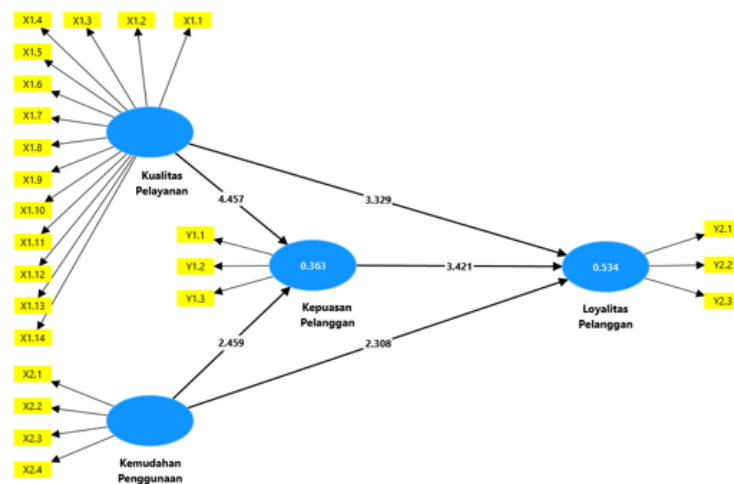 X1.4
X1.3
X1.2
X1.1
X1.5
X1.6
X1.7
X1.8
X1.9
X1.10
X1.11
X1.12
X1.13
X1.14
Kualitas
Pelayanan
4.457
3.329
Y1.1
Y1.2
Y1.3
0.363
Kepuasan
Pelanggan
3.421
0.534
Loyalitas
Pelanggan
Y2.1
Y2.2
Y2.3
2.459
2.308
X2.1
X2.2
X2.3
X2.4
Kemudahan
Penggunaan